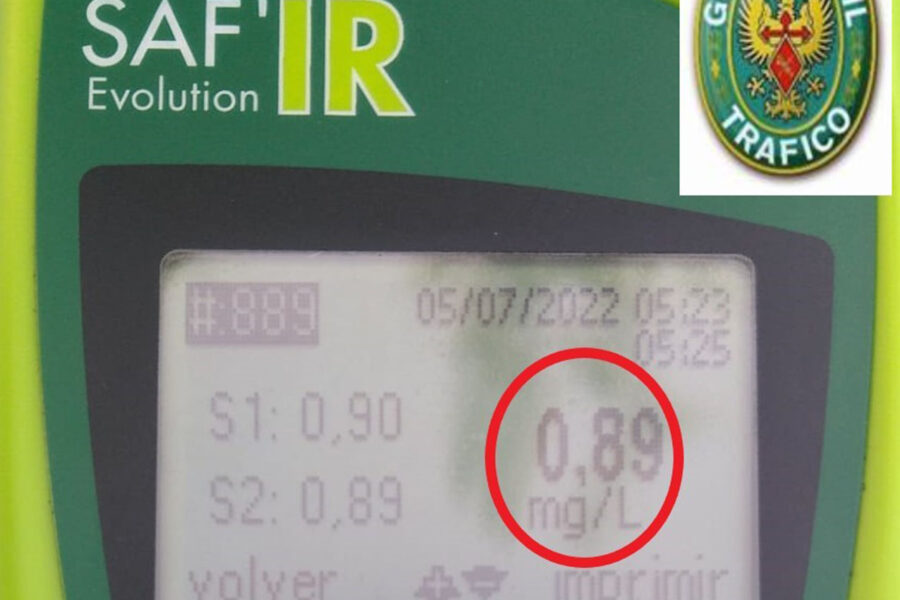 SAF'IR
Evolution
TRAFICO
#:889
05/07/2022 05:23
05:25
S1: 0,90
0,89
S2: 0,89
mg/L
volver
imprimir